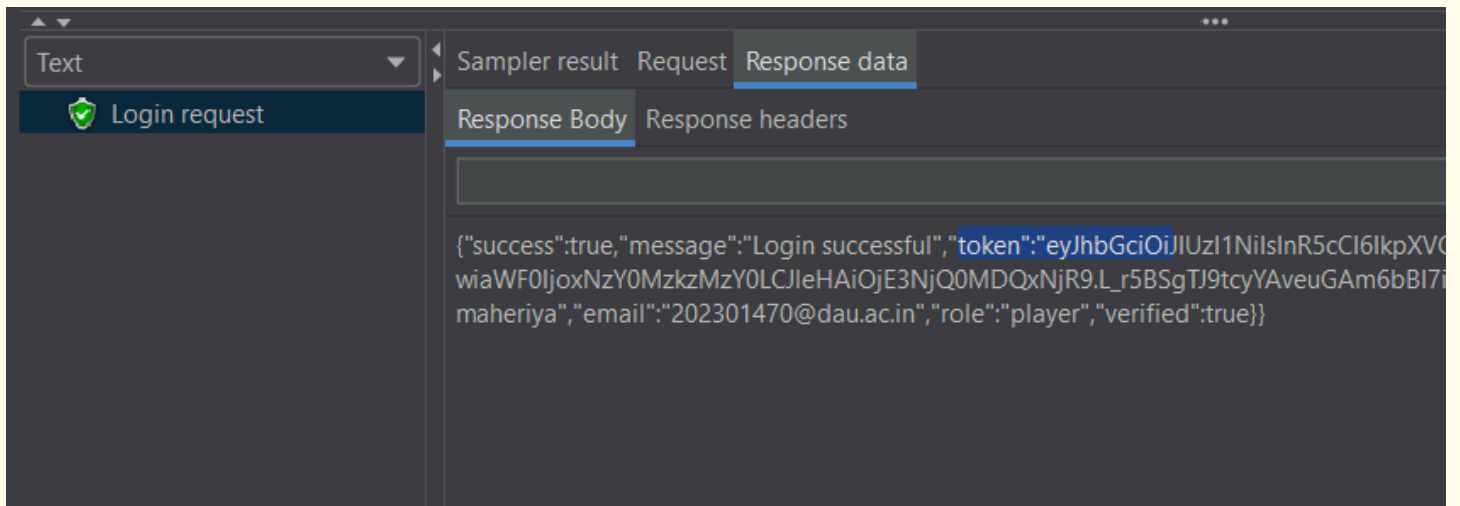 Text
Sampler result Request Response data
Login request
Response Body Response headers
{"success":true,"message":"Login successful","token":"eyJhbGciOiJIUzI1NiIsInR5cCI6IkpXVC
wiaWF0IjoxNzY0MzkzMzY0LCJleHAiOjE3NjQ0MDQxNjR9.L_r5BSgTJ9tcyYAveuGAm6bBI7i
maheriya","email":"202301470@dau.ac.in","role":"player","verified":true}}